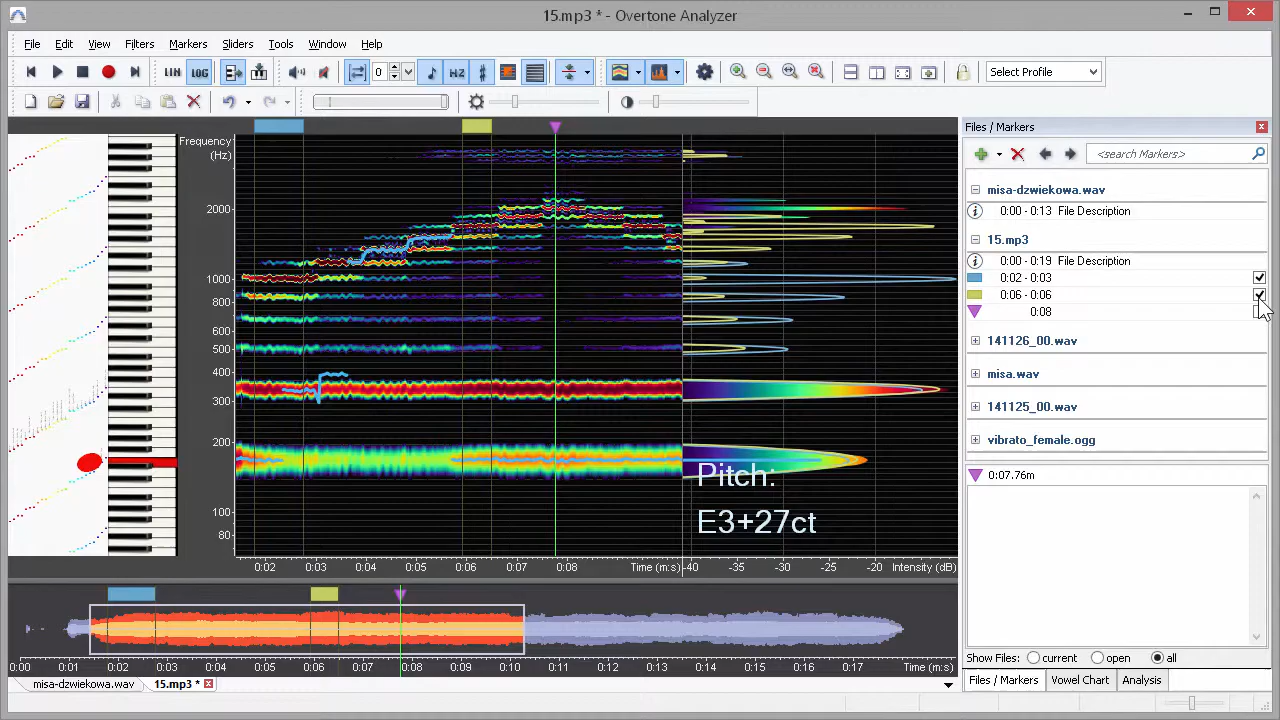 15.mp3 * - Overtone Analyzer
File Edit View Filters Markers Sliders Tools Window Help
LIN LOG 0 HZ Select Profile
Files / Markers
Frequency
(Hz)
<search Markers>
misa-dzwiekowa.wav
0:00 - 0:13 File Description
15.mp3
0:00 - 0:19 File Description
0:02 - 0:03
0:06 - 0:06
0:08
141126_00.wav
misa.wav
141125_00.wav
vibrato_female.ogg
2000
1000
800
600
500
400
300
200
100
80
Pitch:
E3+27ct
0:07.76m
0:02 0:03 0:04 0:05 0:06 0:07 0:08 Time (m:s) -40 -35 -30 -25 -20 Intensity (dB)
0:00 0:01 0:02 0:03 0:04 0:05 0:06 0:07 0:08 0:09 0:10 0:11 0:12 0:13 0:14 0:15 0:16 0:17 Time (m:s)
Show Files: current open all
misa-dzwiekowa.wav 15.mp3 *
Files / Markers Vowel Chart Analysis